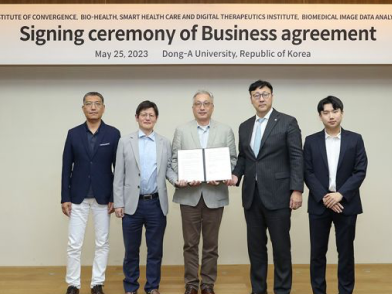 NSTITUTE OF CONVERGENCE, BIO-HEALTH, SMART HEALTH CARE AND DIGITAL THERAPEUTICS INSTITUTE, BIOMEDICAL IMAGE DATA ANAL
Signing ceremony of Business agreement
May 25, 2023 Dong-A University, Republic of Korea